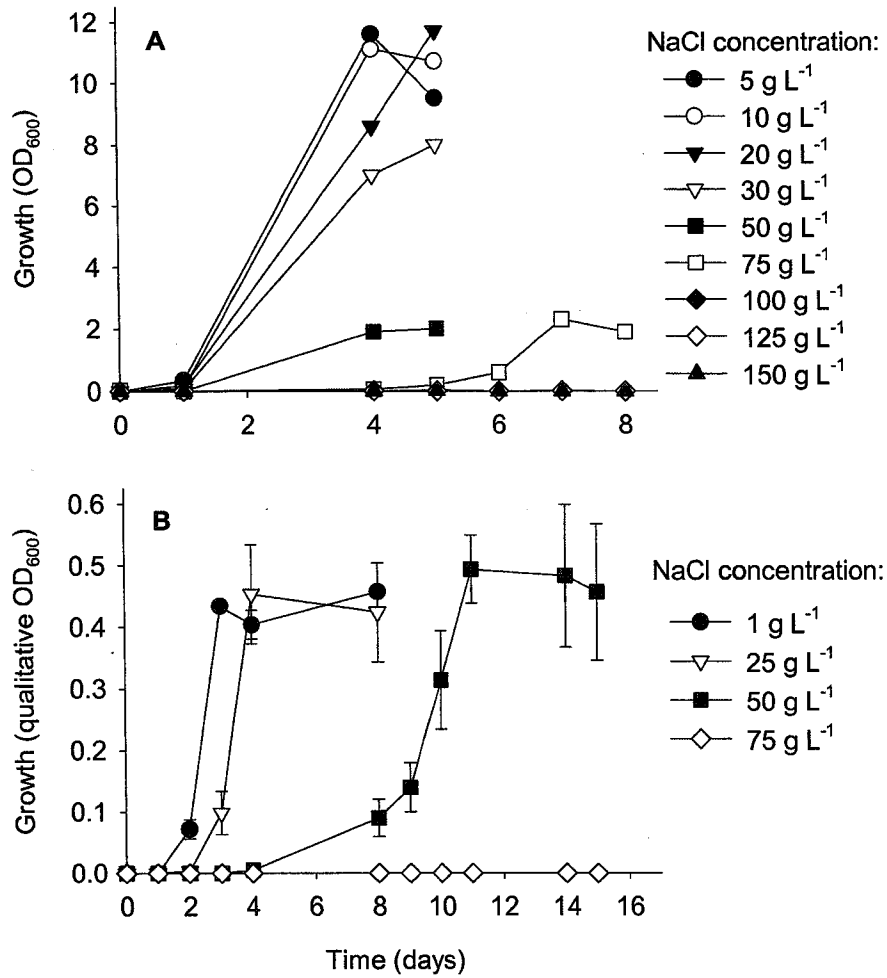 A
NaCl concentration:
5 g L⁻¹
10 g L⁻¹
20 g L⁻¹
30 g L⁻¹
50 g L⁻¹
75 g L⁻¹
100 g L⁻¹
125 g L⁻¹
150 g L⁻¹
Growth (OD₆₀₀)
12
10
8
6
4
2
0
0 2 4 6 8
B
NaCl concentration:
1 g L⁻¹
25 g L⁻¹
50 g L⁻¹
75 g L⁻¹
Growth (qualitative OD₆₀₀)
0.6
0.5
0.4
0.3
0.2
0.1
0.0
0 2 4 6 8 10 12 14 16
Time (days)